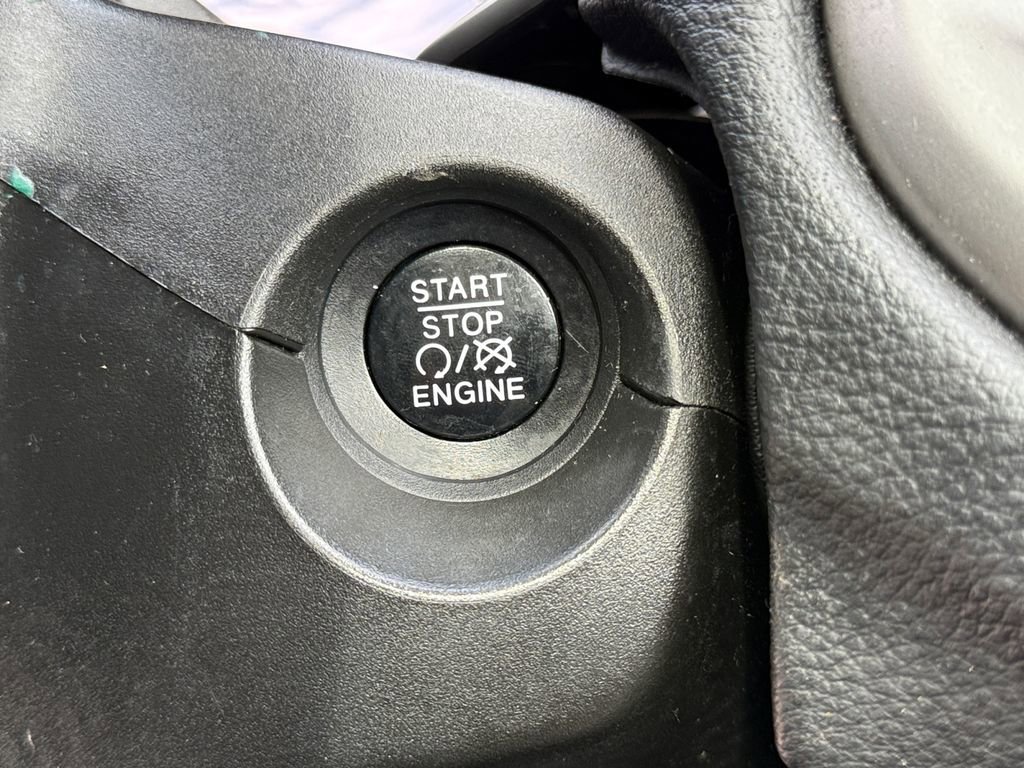 START
STOP
/
ENGINE